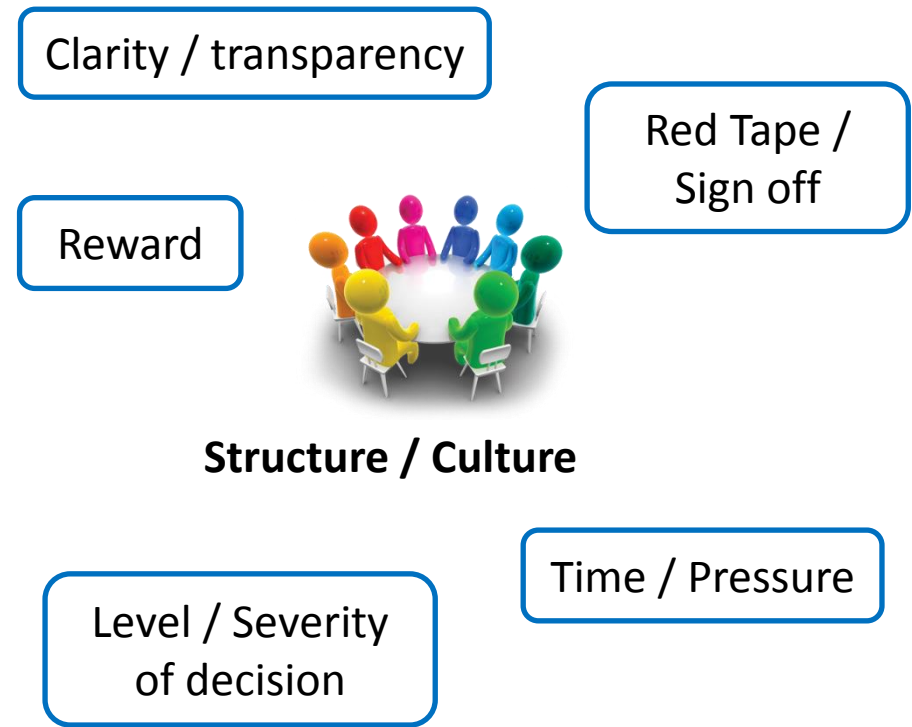 Clarity / transparency
Red Tape /
Sign off
Reward
Structure / Culture
Time / Pressure
Level / Severity
of decision